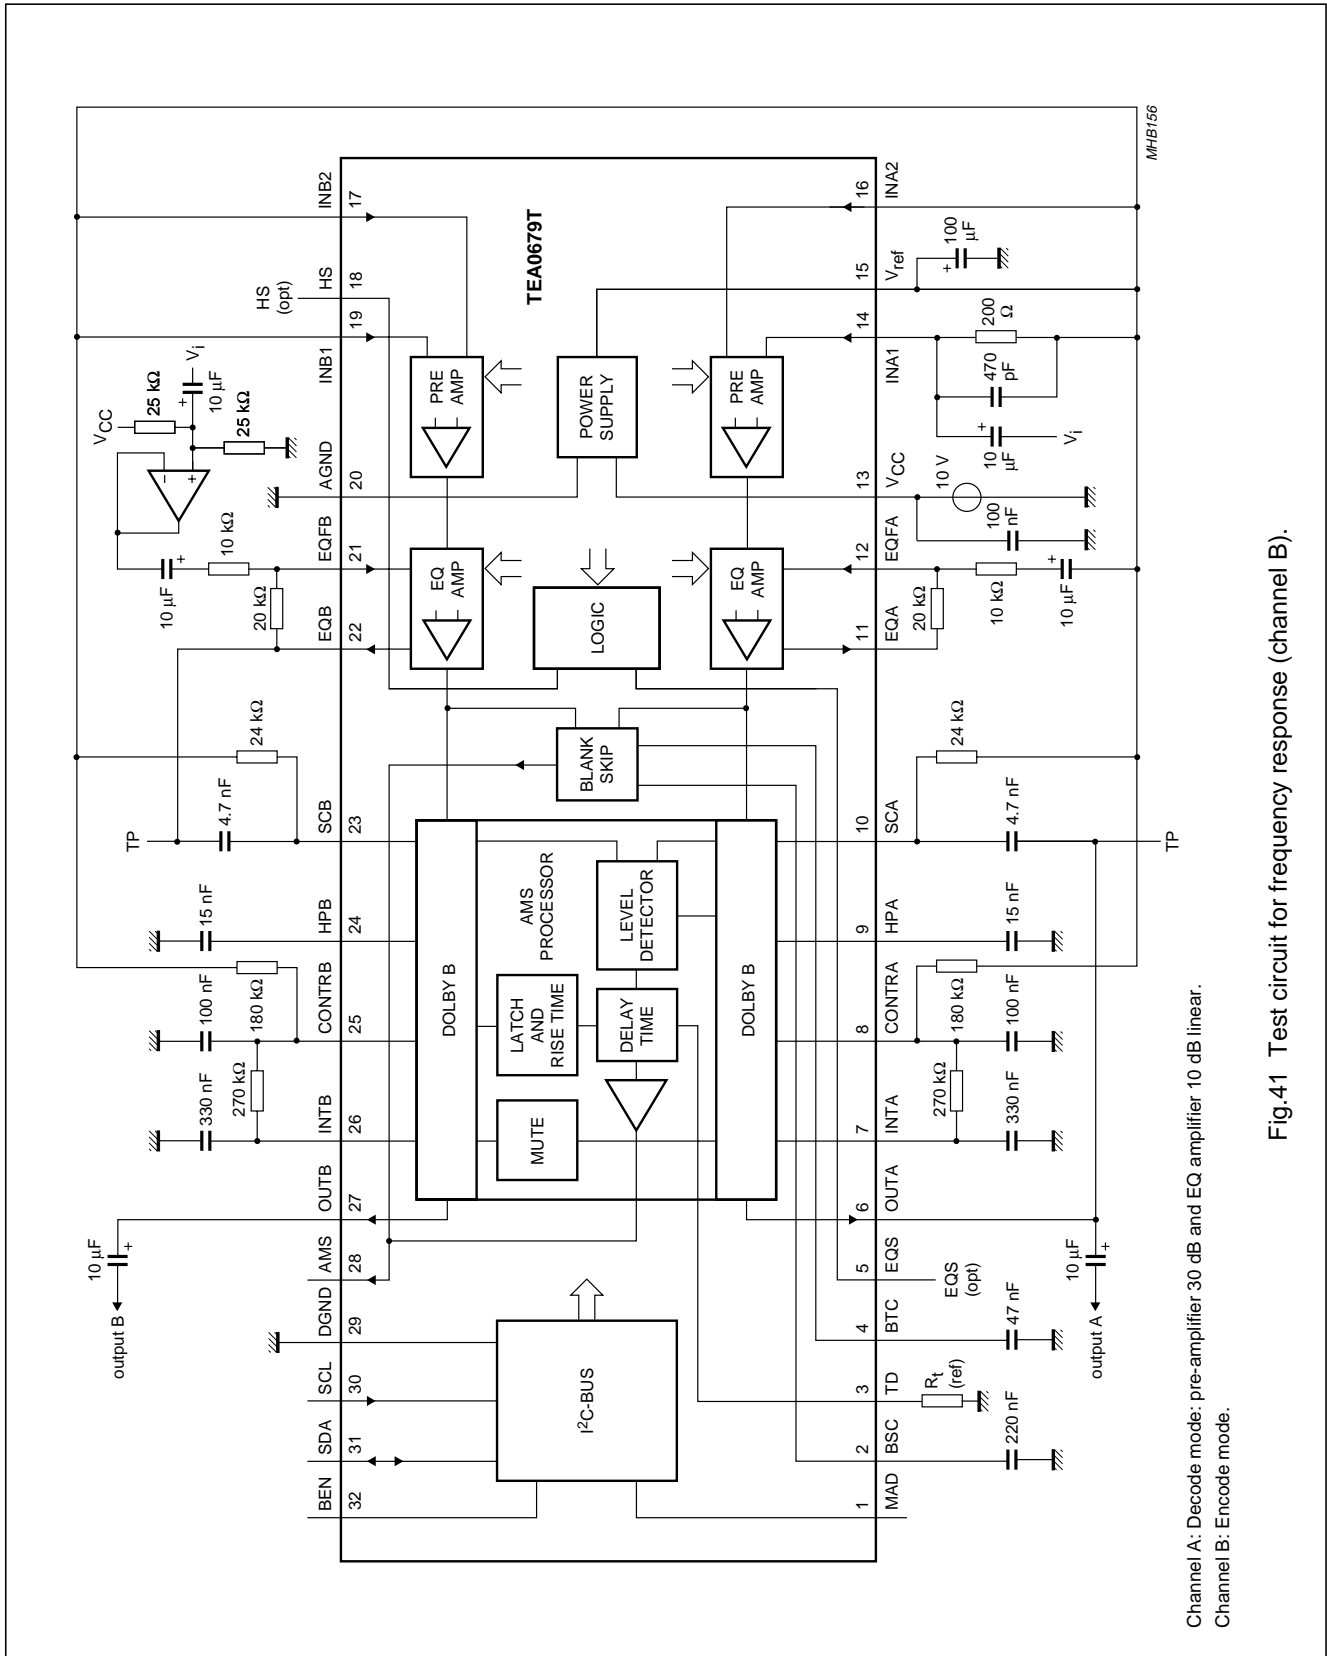 MHB156
INB2
17
HS
(opt)
HS
18
19
INB1
AGND
20
EQFB
21
EQB
22
SCB
23
HPB
24
CONTRB
25
INTB
26
OUTB
27
AMS
28
DGND
29
SCL
30
SDA
31
BEN
32
VCC
25 kΩ
Vi
10 μF
+
25 kΩ
−
+
10 μF
+
10 kΩ
20 kΩ
24 kΩ
4.7 nF
TP
15 nF
180 kΩ
100 nF
270 kΩ
330 nF
10 μF
+
output B
TEA0679T
PRE
AMP
POWER
SUPPLY
PRE
AMP
EQ
AMP
LOGIC
EQ
AMP
BLANK
SKIP
DOLBY B
AMS
PROCESSOR
LEVEL
DETECTOR
LATCH
AND
RISE TIME
DELAY
TIME
MUTE
DOLBY B
I2C-BUS
16
INA2
15
Vref
14
INA1
13
VCC
12
EQFA
11
EQA
10
SCA
9
HPA
8
CONTRA
7
INTA
6
OUTA
5
EQS
4
BTC
3
TD
2
BSC
1
MAD
+
100
μF
200
Ω
470
pF
10
μF
+
Vi
10 V
100
nF
20 kΩ
10 kΩ
+
10 μF
24 kΩ
4.7 nF
TP
15 nF
180 kΩ
100 nF
270 kΩ
330 nF
10 μF
+
output A
EQS
(opt)
47 nF
Rt
(ref)
220 nF
Channel A: Decode mode: pre-amplifier 30 dB and EQ amplifier 10 dB linear.
Channel B: Encode mode.
Fig.41 Test circuit for frequency response (channel B).